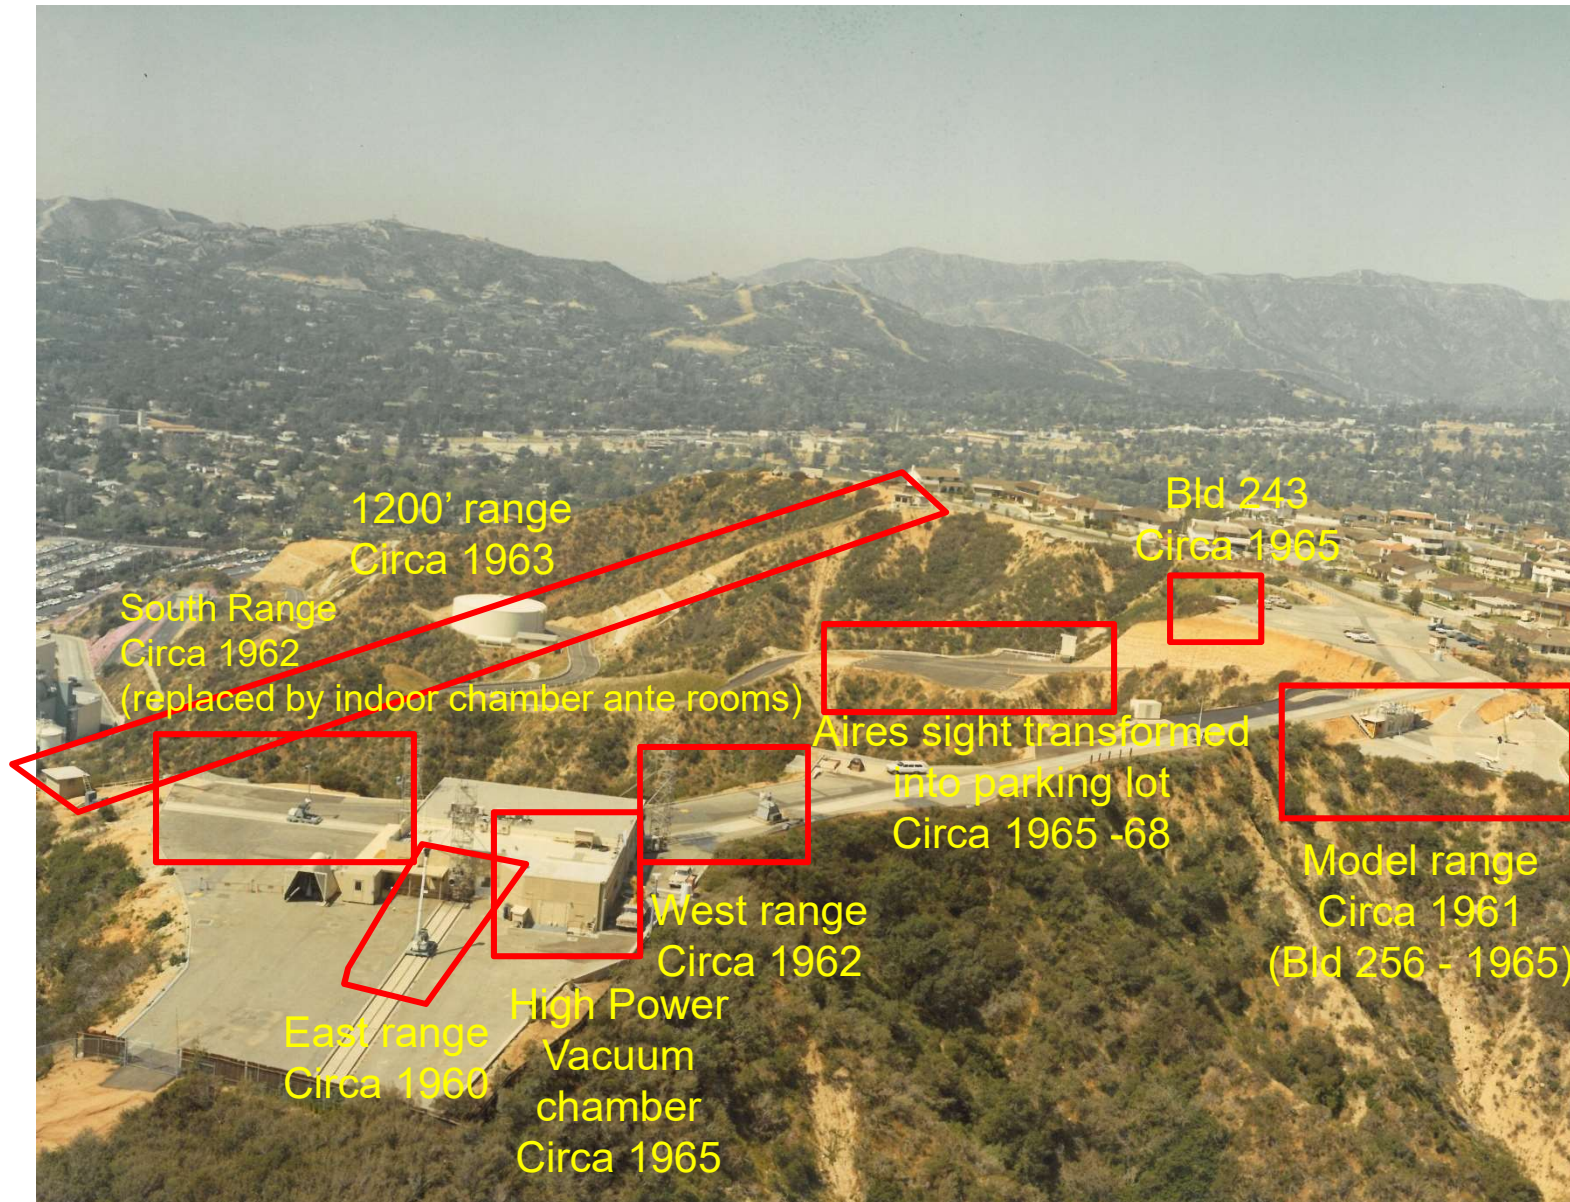 1200’ range
Circa 1963
Bld 243
Circa 1965
South Range
Circa 1962
(replaced by indoor chamber ante rooms)
Aires sight transformed
into parking lot
Circa 1965 -68
Model range
Circa 1961
(Bld 256 - 1965)
West range
Circa 1962
High Power
Vacuum
chamber
Circa 1965
East range
Circa 1960